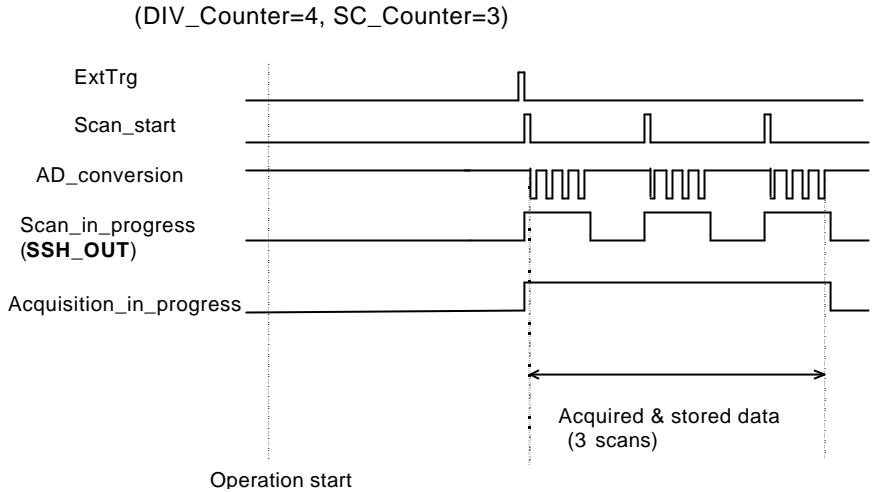 (DIV_Counter=4, SC_Counter=3)
ExtTrg
Scan_start
AD_conversion
Scan_in_progress
(SSH_OUT)
Acquisition_in_progress
Acquired & stored data
(3 scans)
Operation start